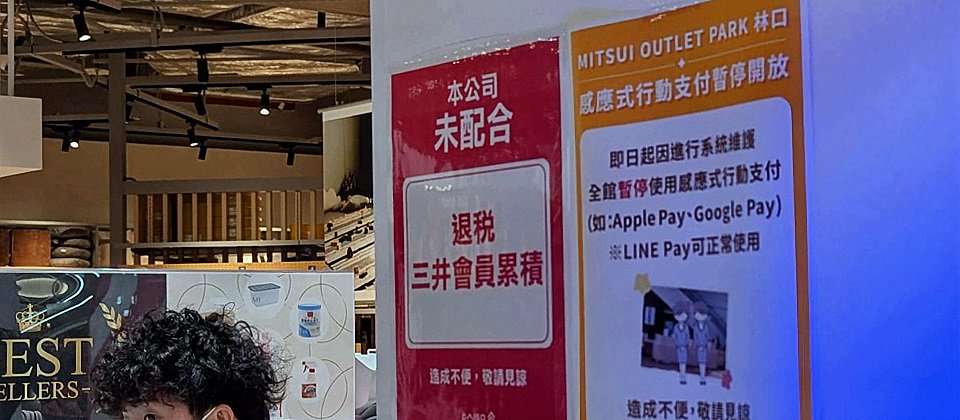 EST
ELLERS-
本公司
未配合
退税
三井會員累積
造成不便，敬請見諒
MITSUI OUTLET PARK 林口
感應式行動支付暫停開放
即日起因進行系統維護
全館暫停使用感應式行動支付
(如:Apple Pay、Google Pay)
※LINE Pay可正常使用
造成不便,敬請見諒